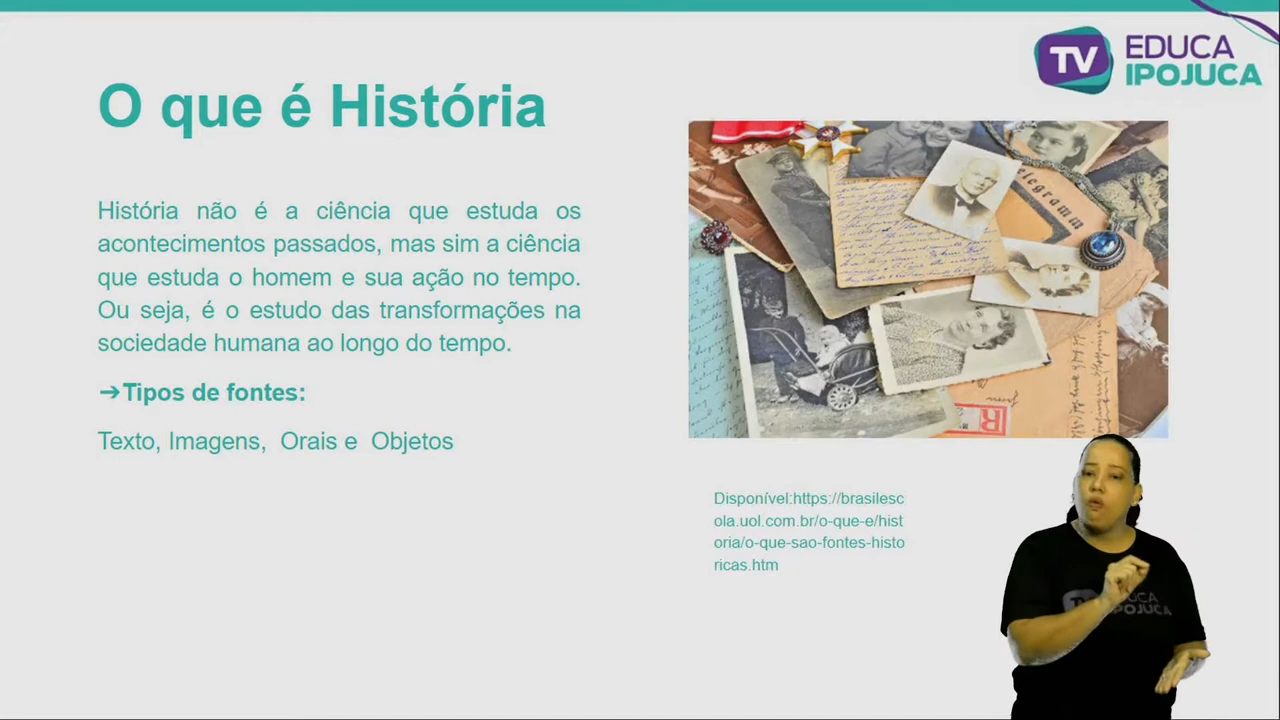 TV EDUCA
IPOJUCA
O que é História
História não é a ciência que estuda os
acontecimentos passados, mas sim a ciência
que estuda o homem e sua ação no tempo.
Ou seja, é o estudo das transformações na
sociedade humana ao longo do tempo.
➔Tipos de fontes:
Texto, Imagens,  Orais e  Objetos
Telegramm
R
Disponível:https://brasilesc
ola.uol.com.br/o-que-e/hist
oria/o-que-sao-fontes-histo
ricas.htm
TV EDUCA
IPOJUCA